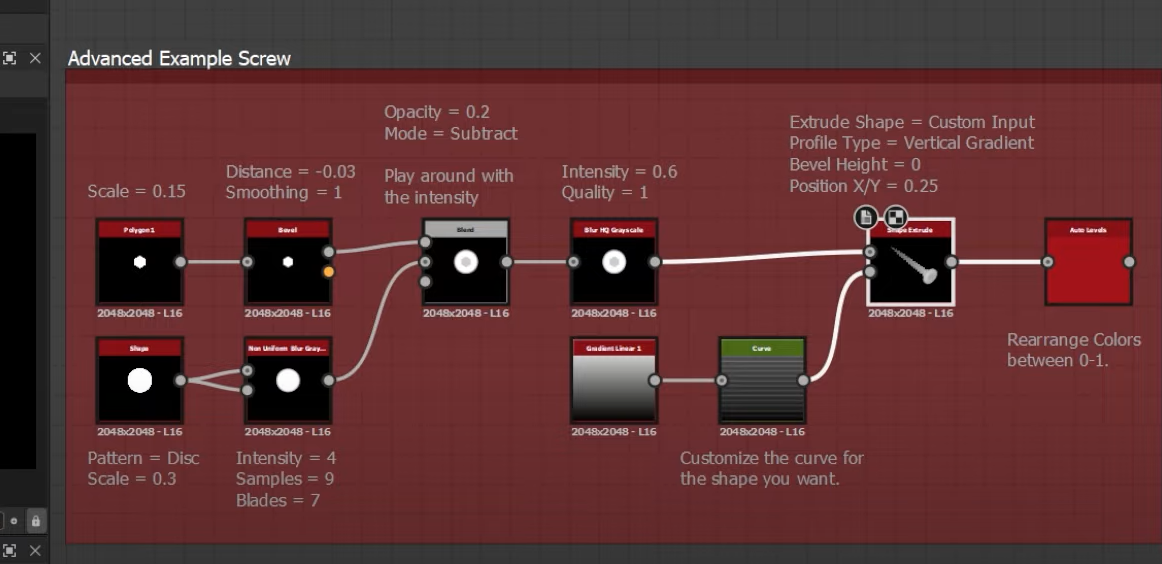 Advanced Example Screw
Opacity = 0.2
Mode = Subtract
Play around with
the intensity
Extrude Shape = Custom Input
Profile Type = Vertical Gradient
Bevel Height = 0
Position X/Y = 0.25
Scale = 0.15
Distance = -0.03
Smoothing = 1
Intensity = 0.6
Quality = 1
Polygon 1
Bevel
Blend
Blur HQ Grayscale
Shape Extrude
Auto Levels
2048x2048 - L16
2048x2048 - L16
2048x2048 - L16
2048x2048 - L16
2048x2048 - L16
Rearrange Colors
between 0-1.
Shape
Non Uniform Blur Gray...
Gradient Linear 1
Curve
2048x2048 - L16
2048x2048 - L16
2048x2048 - L16
2048x2048 - L16
Pattern = Disc
Scale = 0.3
Intensity = 4
Samples = 9
Blades = 7
Customize the curve for
the shape you want.